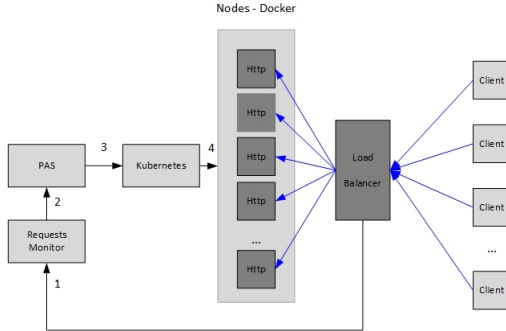 Nodes - Docker
Http
Http
Http
Http
...
Http
Client
Client
Client
...
Client
Load
Balancer
3
4
PAS
Kubernetes
2
Requests
Monitor
1